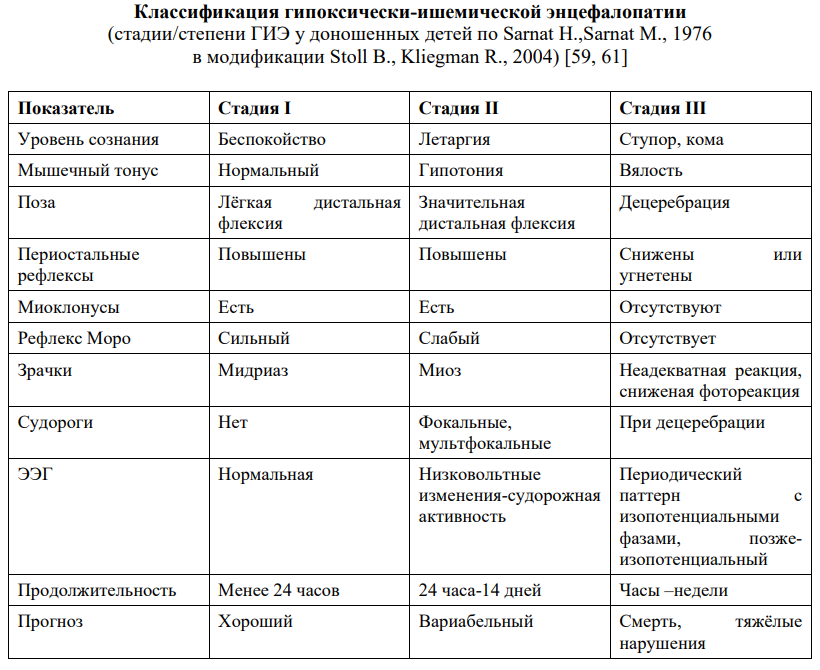 Классификация гипоксически-ишемической энцефалопатии
(стадии/степени ГИЭ у доношенных детей по Sarnat H.,Sarnat M., 1976
в модификации Stoll B., Kliegman R., 2004) [59, 61]
Показатель Стадия I Стадия II Стадия III
Уровень сознания Беспокойство Летаргия Ступор, кома
Мышечный тонус Нормальный Гипотония Вялость
Поза Лёгкая дистальная Значительная Децеребрация
флексия дистальная флексия
Периостальные Повышены Повышены Снижены или
рефлексы угнетены
Миоклонусы Есть Есть Отсутствуют
Рефлекс Моро Сильный Слабый Отсутствует
Зрачки Мидриаз Миоз Неадекватная реакция,
сниженая фотореакция
Судороги Нет Фокальные, При децеребрации
мультфокальные
ЭЭГ Нормальная Низковольтные Периодический
изменения-судорожная паттерн с
активность изопотенциальными
фазами, позже-
изопотенциальный
Продолжительность Менее 24 часов 24 часа-14 дней Часы –недели
Прогноз Хороший Вариабельный Смерть, тяжёлые
нарушения